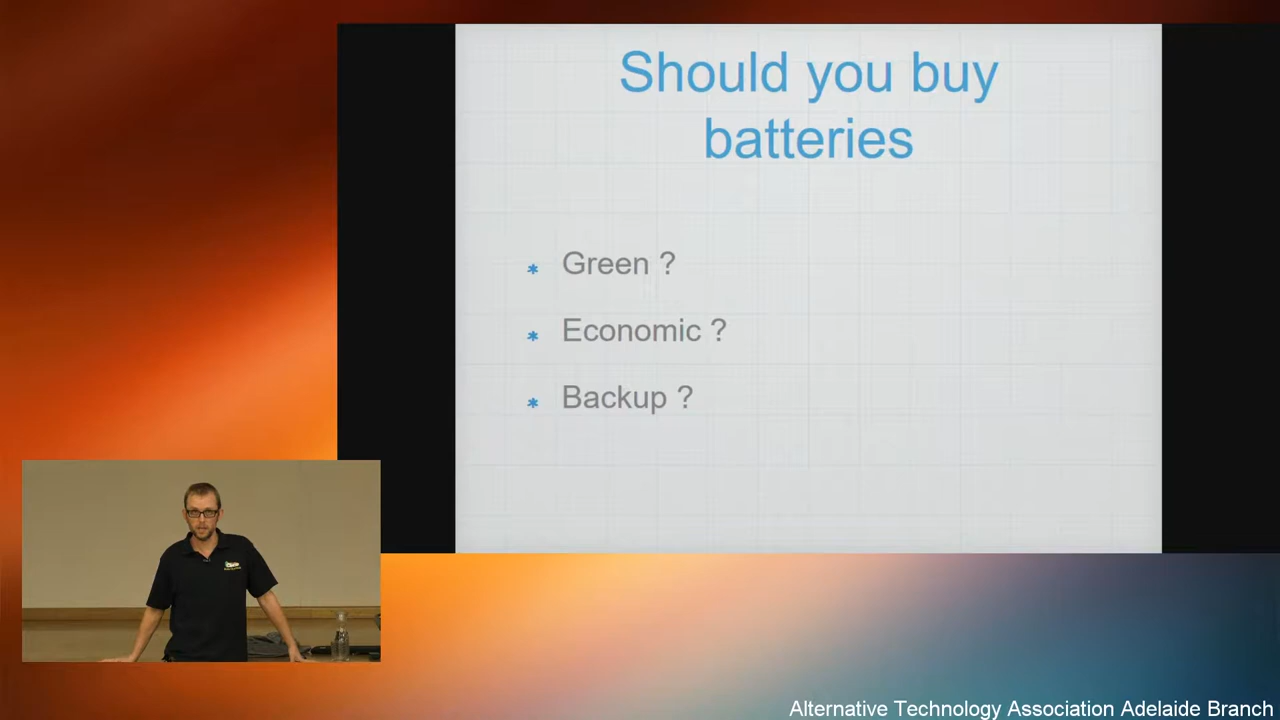 Should you buy
batteries
* Green ?
* Economic ?
* Backup ?
Alternative Technology Association Adelaide Branch